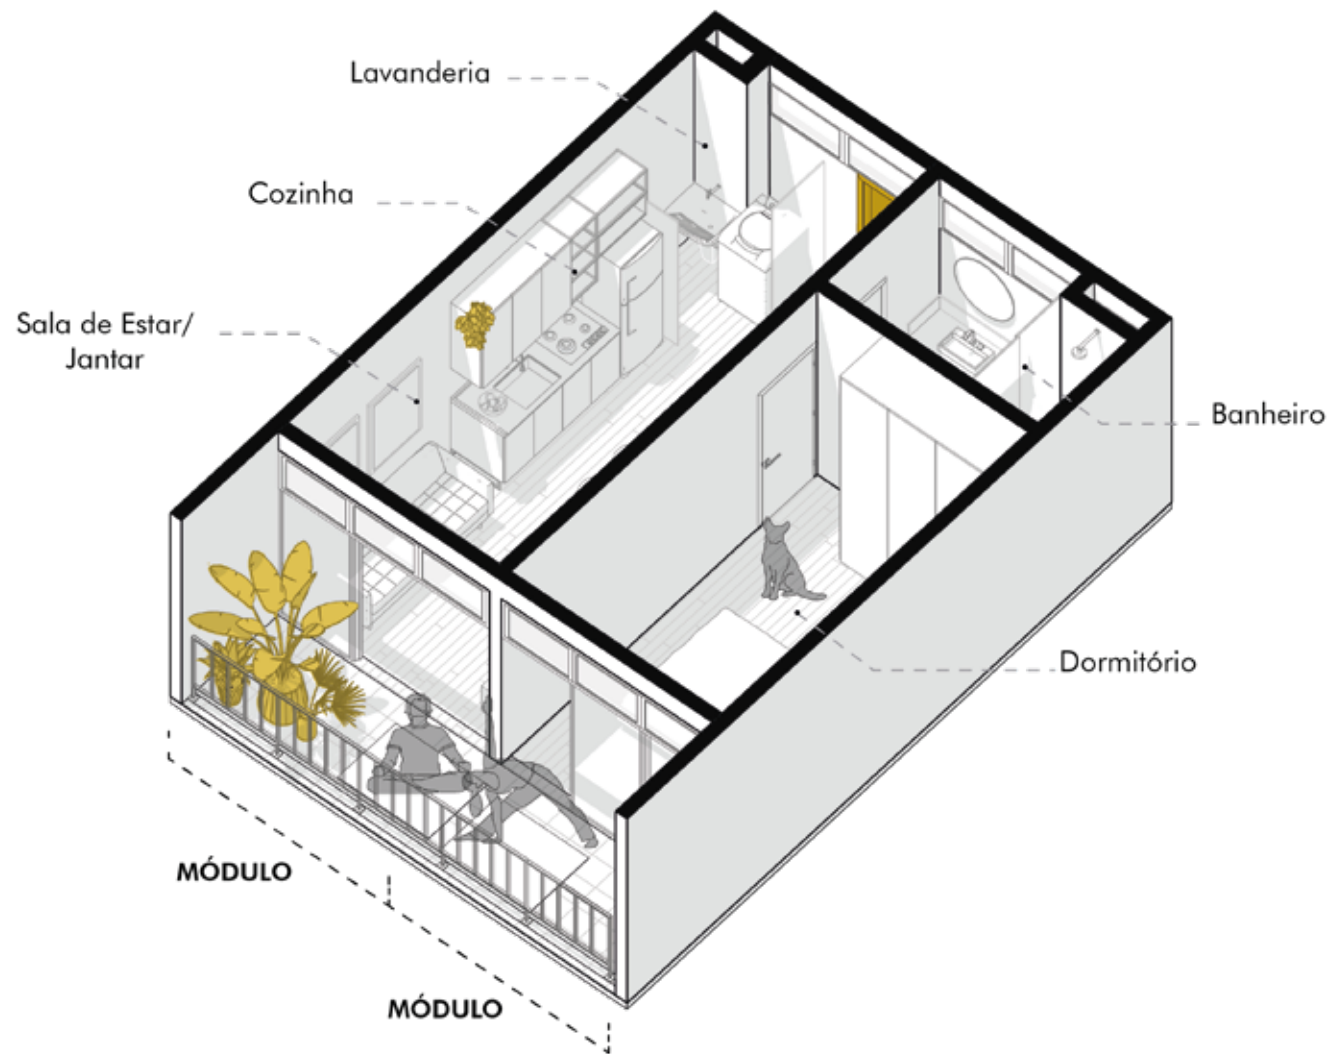 Lavanderia
Cozinha
Sala de Estar/
Jantar
Banheiro
Dormitório
MÓDULO
MÓDULO